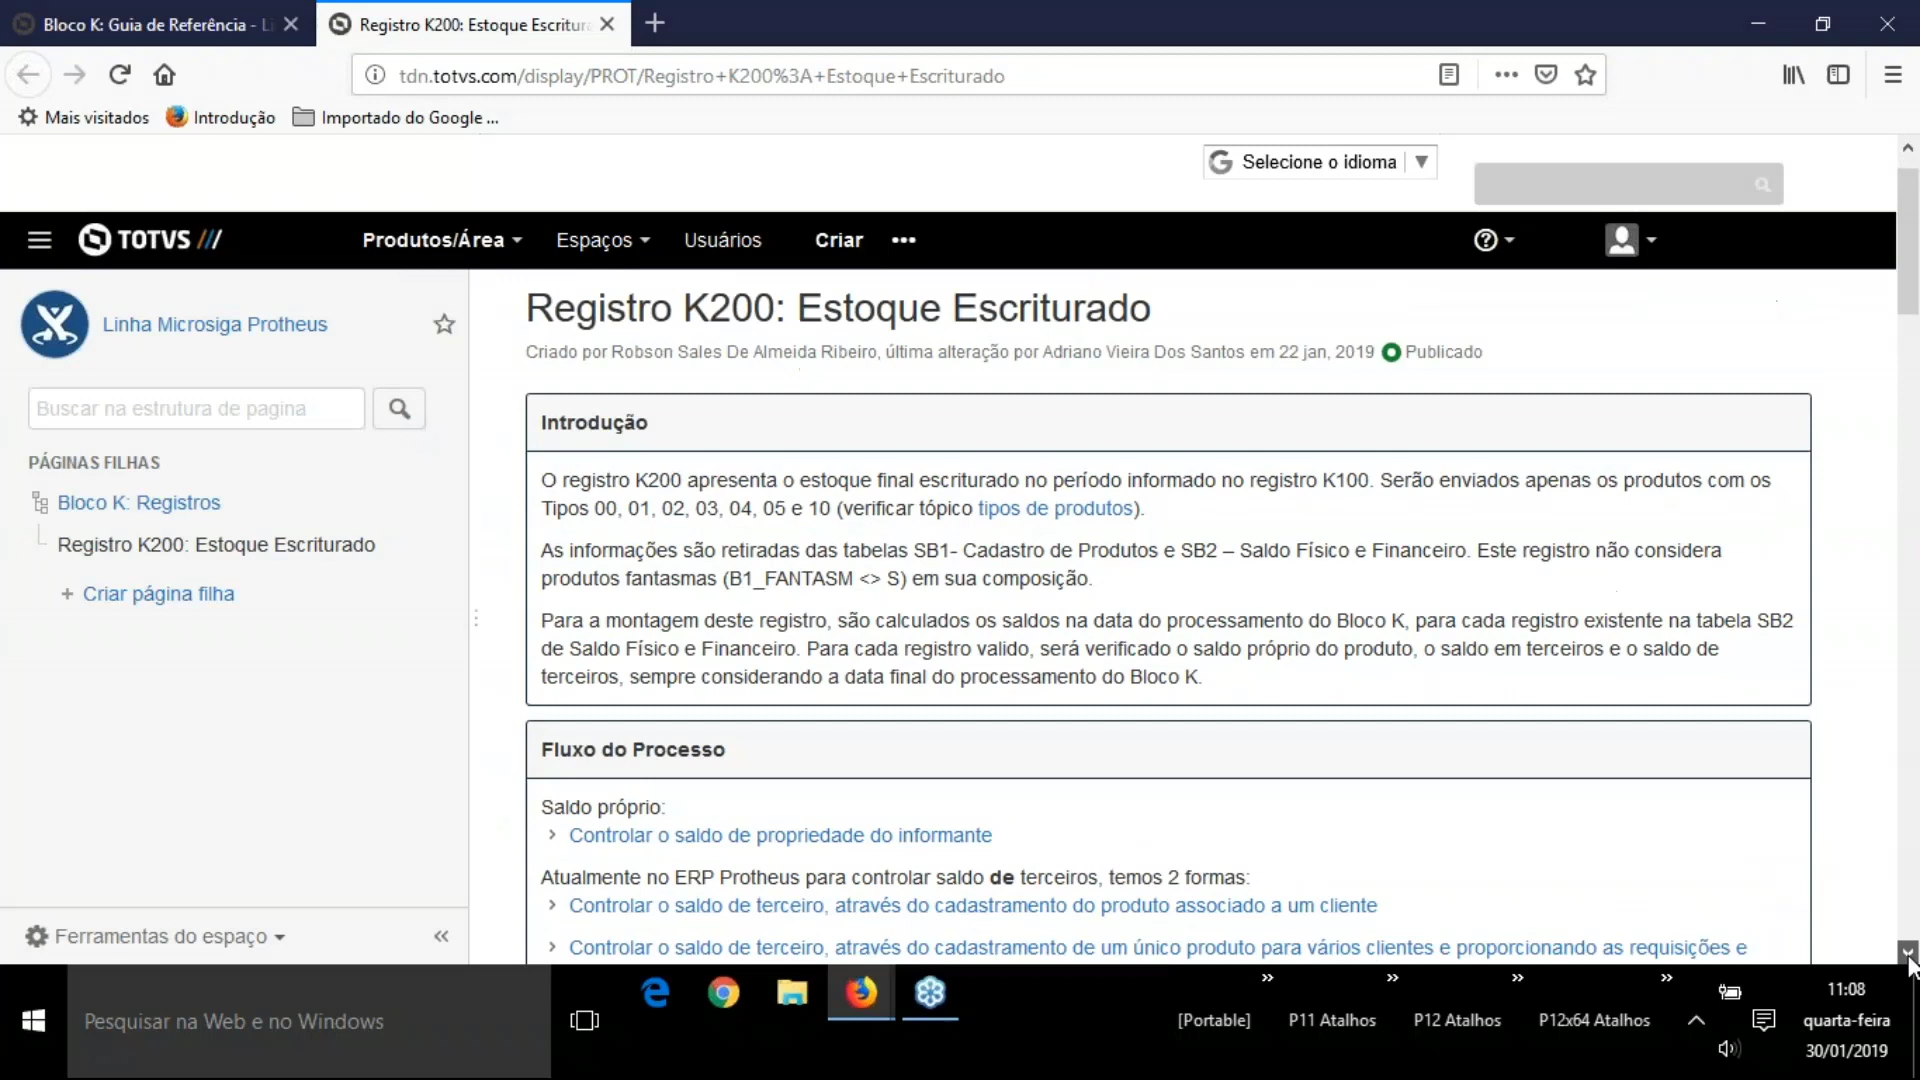 Bloco K: Guia de Referência - Li
Registro K200: Estoque Escritura
tdn.totvs.com/display/PROT/Registro+K200%3A+Estoque+Escriturado
Mais visitados
Introdução
Importado do Google ...
Selecione o idioma
TOTVS
Produtos/Área
Espaços
Usuários
Criar
Linha Microsiga Protheus
Buscar na estrutura de pagina
PÁGINAS FILHAS
Bloco K: Registros
Registro K200: Estoque Escriturado
+ Criar página filha
Ferramentas do espaço
Registro K200: Estoque Escriturado
Criado por Robson Sales De Almeida Ribeiro, última alteração por Adriano Vieira Dos Santos em 22 jan, 2019 Publicado
Introdução
O registro K200 apresenta o estoque final escriturado no período informado no registro K100. Serão enviados apenas os produtos com os
Tipos 00, 01, 02, 03, 04, 05 e 10 (verificar tópico tipos de produtos).
As informações são retiradas das tabelas SB1- Cadastro de Produtos e SB2 – Saldo Físico e Financeiro. Este registro não considera
produtos fantasmas (B1_FANTASM <> S) em sua composição.
Para a montagem deste registro, são calculados os saldos na data do processamento do Bloco K, para cada registro existente na tabela SB2
de Saldo Físico e Financeiro. Para cada registro valido, será verificado o saldo próprio do produto, o saldo em terceiros e o saldo de
terceiros, sempre considerando a data final do processamento do Bloco K.
Fluxo do Processo
Saldo próprio:
Controlar o saldo de propriedade do informante
Atualmente no ERP Protheus para controlar saldo de terceiros, temos 2 formas:
Controlar o saldo de terceiro, através do cadastramento do produto associado a um cliente
Controlar o saldo de terceiro, através do cadastramento de um único produto para vários clientes e proporcionando as requisições e
Pesquisar na Web e no Windows
[Portable]
P11 Atalhos
P12 Atalhos
P12x64 Atalhos
11:08
quarta-feira
30/01/2019